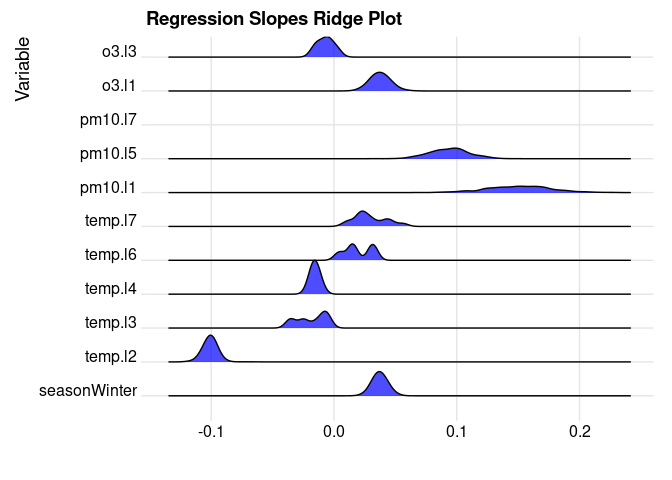 Regression Slopes Ridge Plot
Variable
o3.l3
o3.l1
pm10.l7
pm10.l5
pm10.l1
temp.l7
temp.l6
temp.l4
temp.l3
temp.l2
seasonWinter
-0.1 0.0 0.1 0.2